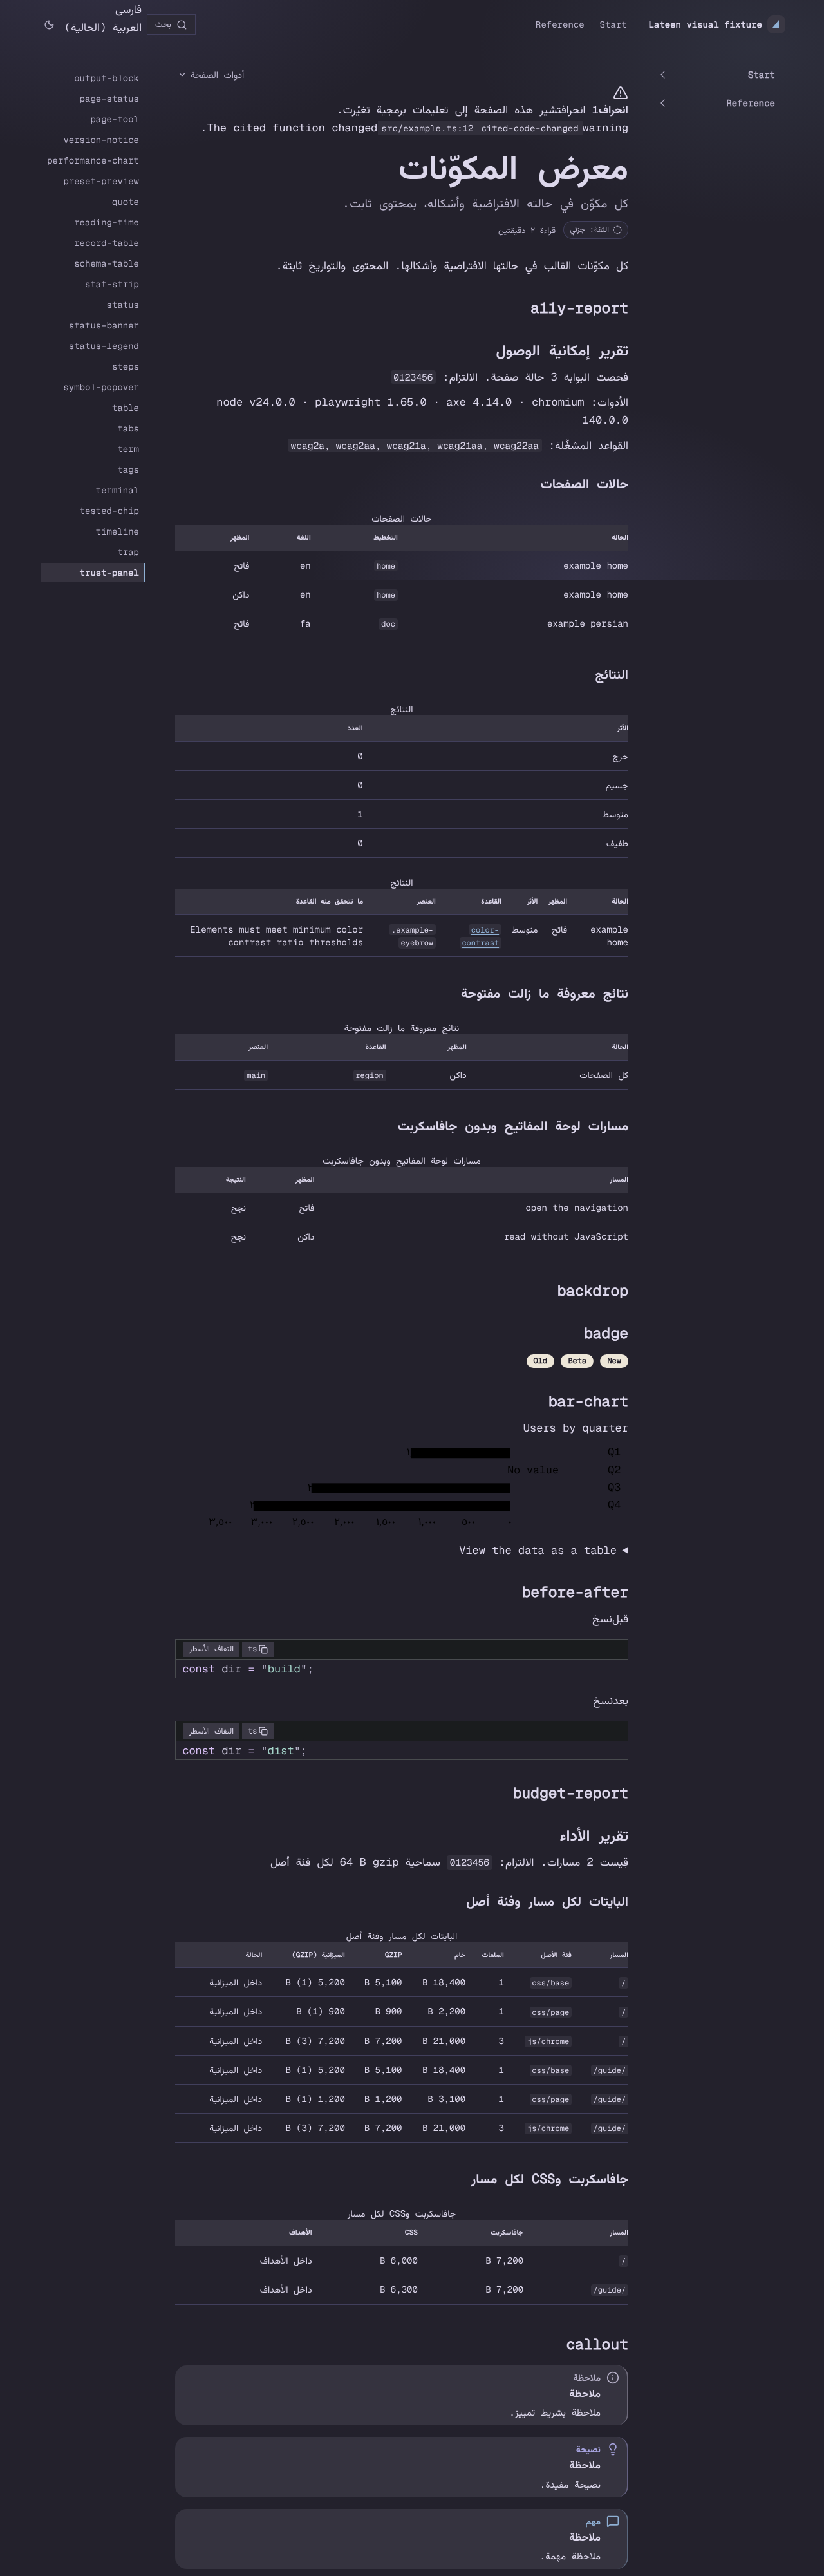 Lateen visual fixture
Start
Reference
بحث
فارسی
العربية (الحالية)
Start
Reference
أدوات الصفحة
انحراف1 انحرافتشير هذه الصفحة إلى تعليمات برمجية تغيّرت.
warning cited-code-changed src/example.ts:12 The cited function changed.
معرض المكوّنات
كل مكوّن في حالته الافتراضية وأشكاله، بمحتوى ثابت.
الثقة: جزئي
قراءة ٢ دقيقتين
كل مكوّنات القالب في حالتها الافتراضية وأشكالها. المحتوى والتواريخ ثابتة.
a11y-report
تقرير إمكانية الوصول
فحصت البوابة 3 حالة صفحة. الالتزام: 0123456
الأدوات: node v24.0.0 · playwright 1.65.0 · axe 4.14.0 · chromium
140.0.0
القواعد المشغَّلة: wcag2a, wcag2aa, wcag21a, wcag21aa, wcag22aa
حالات الصفحات
حالات الصفحات
الحالة التخطيط اللغة المظهر
example home home en فاتح
example home home en داكن
example persian doc fa فاتح
النتائج
النتائج
الأثر العدد
حرج 0
جسيم 0
متوسط 1
طفيف 0
النتائج
الحالة المظهر الأثر القاعدة العنصر ما تتحقق منه القاعدة
example home فاتح متوسط color-contrast .example-eyebrow Elements must meet minimum color contrast ratio thresholds
نتائج معروفة ما زالت مفتوحة
نتائج معروفة ما زالت مفتوحة
الحالة المظهر القاعدة العنصر
كل الصفحات داكن region main
مسارات لوحة المفاتيح وبدون جافاسكربت
مسارات لوحة المفاتيح وبدون جافاسكربت
المسار المظهر النتيجة
open the navigation فاتح نجح
read without JavaScript داكن نجح
backdrop
badge
New Beta Old
bar-chart
Users by quarter
Q1
Q2 No value
Q3
Q4
٠ ٥٠٠ ١٬٠٠٠ ١٬٥٠٠ ٢٬٠٠٠ ٢٬٥٠٠ ٣٬٠٠٠ ٣٬٥٠٠
View the data as a table
before-after
قبلنسخ
ts التفاف الأسطر
const dir = "build";
بعدنسخ
ts التفاف الأسطر
const dir = "dist";
budget-report
تقرير الأداء
قِيست 2 مسارات. الالتزام: 0123456 سماحية 64 B gzip لكل فئة أصل
البايتات لكل مسار وفئة أصل
البايتات لكل مسار وفئة أصل
المسار فئة الأصل الملفات خام GZIP الميزانية (GZIP) الحالة
/ css/base 1 18,400 B 5,100 B 5,200 B (1) داخل الميزانية
/ css/page 1 2,200 B 900 B 900 B (1) داخل الميزانية
/ js/chrome 3 21,000 B 7,200 B 7,200 B (3) داخل الميزانية
/guide/ css/base 1 18,400 B 5,100 B 5,200 B (1) داخل الميزانية
/guide/ css/page 1 3,100 B 1,200 B 1,200 B (1) داخل الميزانية
/guide/ js/chrome 3 21,000 B 7,200 B 7,200 B (3) داخل الميزانية
جافاسكربت وCSS لكل مسار
جافاسكربت وCSS لكل مسار
المسار جافاسكربت CSS الأهداف
/ 7,200 B 6,000 B داخل الأهداف
/guide/ 7,200 B 6,300 B داخل الأهداف
callout
ملاحظة
ملاحظة
ملاحظة بشريط تمييز.
نصيحة
ملاحظة
نصيحة مفيدة.
مهم
ملاحظة
ملاحظة مهمة.
output-block
page-status
page-tool
version-notice
performance-chart
preset-preview
quote
reading-time
record-table
schema-table
stat-strip
status
status-banner
status-legend
steps
symbol-popover
table
tabs
term
tags
terminal
tested-chip
timeline
trap
trust-panel